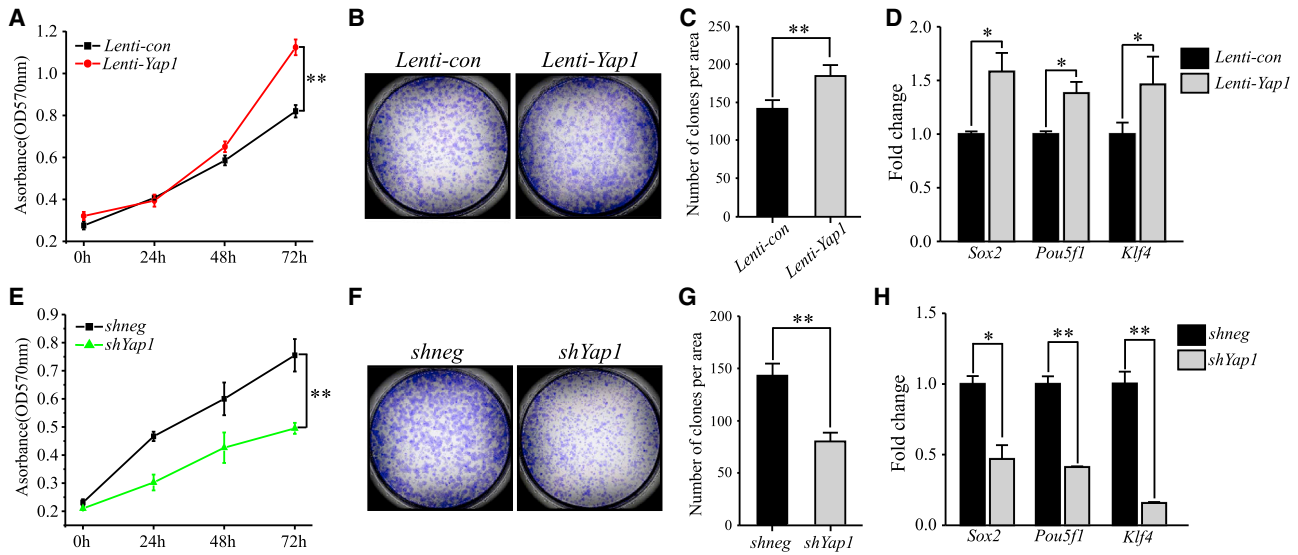 A
Asorbance(OD570nm)
1.2
1.0
0.8
0.6
0.4
0.2
0h 24h 48h 72h
Lenti-con
Lenti-Yap1
**
B
Lenti-con Lenti-Yap1
C
Number of clones per area
250
200
150
100
50
0
**
Lenti-con Lenti-Yap1
D
Fold change
2.0
1.5
1.0
0.5
0.0
* * *
Sox2 Pou5f1 Klf4
Lenti-con
Lenti-Yap1
E
Asorbance(OD570nm)
0.9
0.8
0.7
0.6
0.5
0.4
0.3
0.2
0h 24h 48h 72h
shneg
shYap1
**
F
shneg shYap1
G
Number of clones per area
200
150
100
50
0
**
shneg shYap1
H
Fold change
1.5
1.0
0.5
0.0
* ** **
Sox2 Pou5f1 Klf4
shneg
shYap1